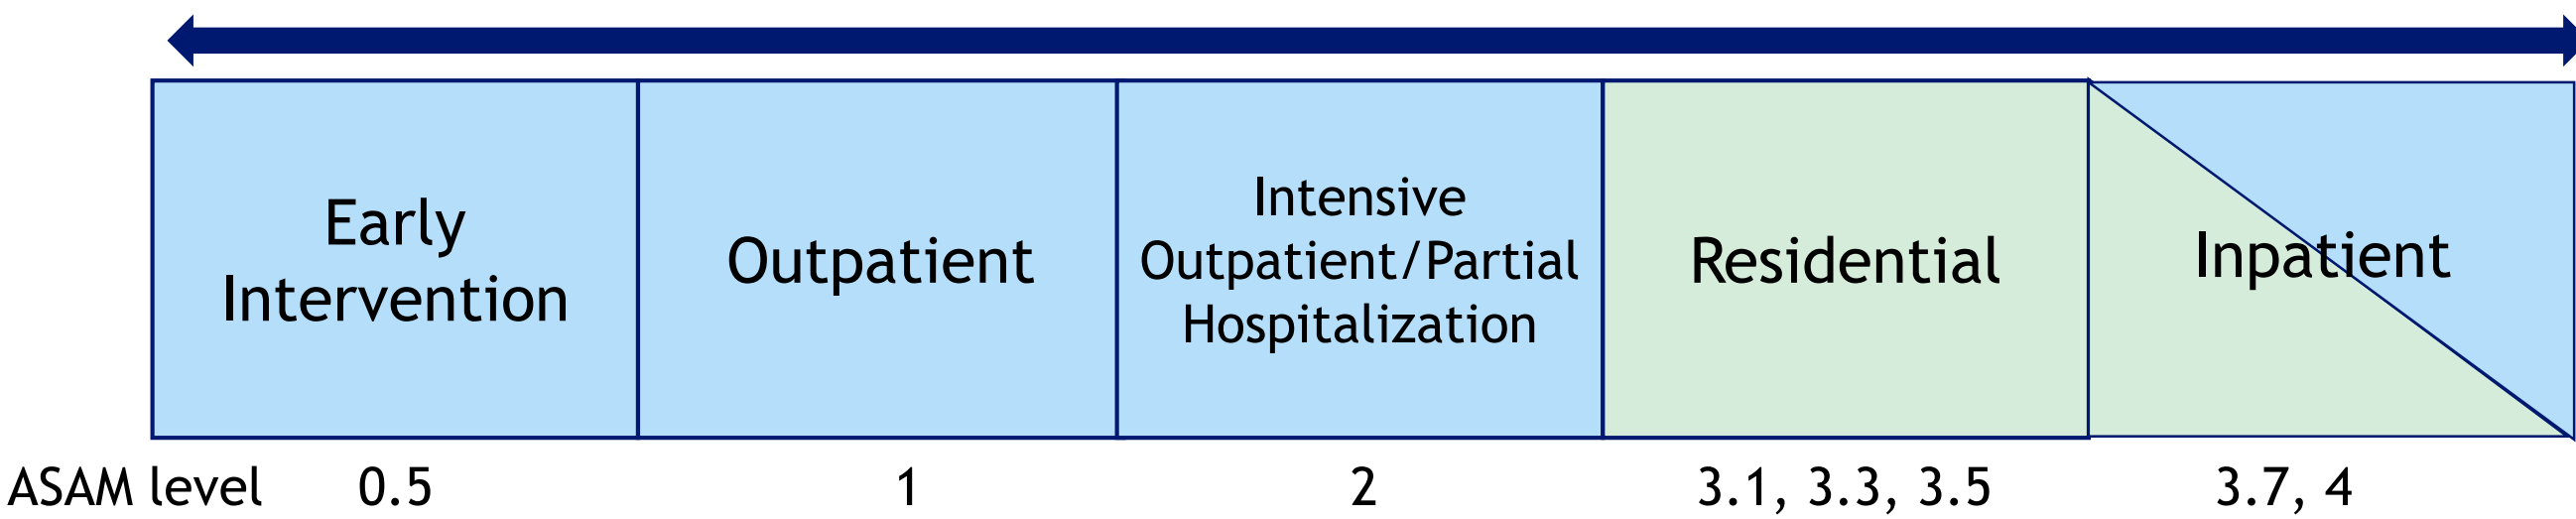 Early
Intervention
Outpatient
Intensive
Outpatient/Partial
Hospitalization
Residential
Inpatient
ASAM level 0.5 1 2 3.1, 3.3, 3.5 3.7, 4